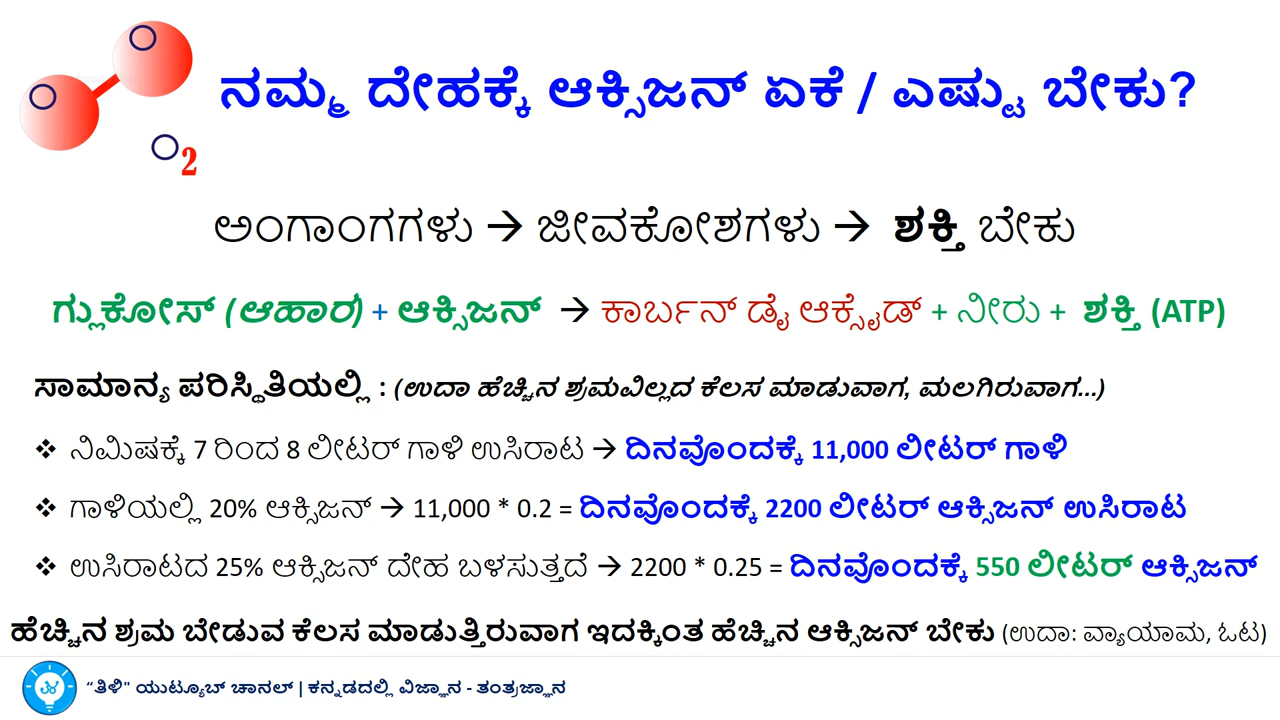 ನಮ್ಮ ದೇಹಕ್ಕೆ ಆಕ್ಸಿಜನ್ ಏಕೆ / ಎಷ್ಟು ಬೇಕು?
O2
ಅಂಗಾಂಗಗಳು → ಜೀವಕೋಶಗಳು → ಶಕ್ತಿ ಬೇಕು
ಗ್ಲುಕೋಸ್ (ಆಹಾರ) + ಆಕ್ಸಿಜನ್ → ಕಾರ್ಬನ್ ಡೈ ಆಕ್ಸೈಡ್ + ನೀರು + ಶಕ್ತಿ (ATP)
ಸಾಮಾನ್ಯ ಪರಿಸ್ಥಿತಿಯಲ್ಲಿ : (ಉದಾ ಹೆಚ್ಚಿನ ಶ್ರಮವಿಲ್ಲದ ಕೆಲಸ ಮಾಡುವಾಗ, ಮಲಗಿರುವಾಗ...)
❖ ನಿಮಿಷಕ್ಕೆ 7 ರಿಂದ 8 ಲೀಟರ್ ಗಾಳಿ ಉಸಿರಾಟ → ದಿನವೊಂದಕ್ಕೆ 11,000 ಲೀಟರ್ ಗಾಳಿ
❖ ಗಾಳಿಯಲ್ಲಿ 20% ಆಕ್ಸಿಜನ್ → 11,000 * 0.2 = ದಿನವೊಂದಕ್ಕೆ 2200 ಲೀಟರ್ ಆಕ್ಸಿಜನ್ ಉಸಿರಾಟ
❖ ಉಸಿರಾಟದ 25% ಆಕ್ಸಿಜನ್ ದೇಹ ಬಳಸುತ್ತದೆ → 2200 * 0.25 = ದಿನವೊಂದಕ್ಕೆ 550 ಲೀಟರ್ ಆಕ್ಸಿಜನ್
ಹೆಚ್ಚಿನ ಶ್ರಮ ಬೇಡುವ ಕೆಲಸ ಮಾಡುತ್ತಿರುವಾಗ ಇದಕ್ಕಿಂತ ಹೆಚ್ಚಿನ ಆಕ್ಸಿಜನ್ ಬೇಕು (ಉದಾ: ವ್ಯಾಯಾಮ, ಓಟ)
“ತಿಳಿ" ಯುಟ್ಯೂಬ್ ಚಾನಲ್ | ಕನ್ನಡದಲ್ಲಿ ವಿಜ್ಞಾನ - ತಂತ್ರಜ್ಞಾನ